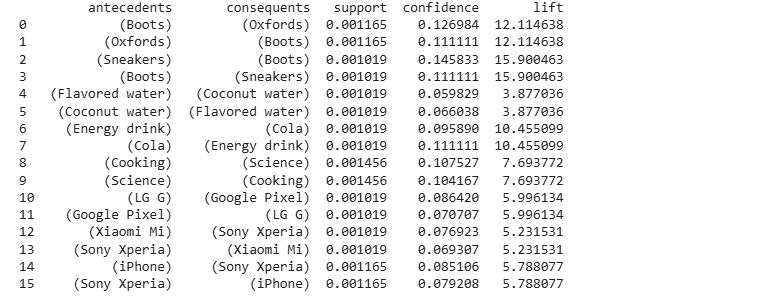 antecedents consequents support confidence lift
0 (Boots) (Oxfords) 0.001165 0.126984 12.114638
1 (Oxfords) (Boots) 0.001165 0.111111 12.114638
2 (Sneakers) (Boots) 0.001019 0.145833 15.900463
3 (Boots) (Sneakers) 0.001019 0.111111 15.900463
4 (Flavored water) (Coconut water) 0.001019 0.059829 3.877036
5 (Coconut water) (Flavored water) 0.001019 0.066038 3.877036
6 (Energy drink) (Cola) 0.001019 0.095890 10.455099
7 (Cola) (Energy drink) 0.001019 0.111111 10.455099
8 (Cooking) (Science) 0.001456 0.107527 7.693772
9 (Science) (Cooking) 0.001456 0.104167 7.693772
10 (LG G) (Google Pixel) 0.001019 0.086420 5.996134
11 (Google Pixel) (LG G) 0.001019 0.070707 5.996134
12 (Xiaomi Mi) (Sony Xperia) 0.001019 0.076923 5.231531
13 (Sony Xperia) (Xiaomi Mi) 0.001019 0.069307 5.231531
14 (iPhone) (Sony Xperia) 0.001165 0.085106 5.788077
15 (Sony Xperia) (iPhone) 0.001165 0.079208 5.788077